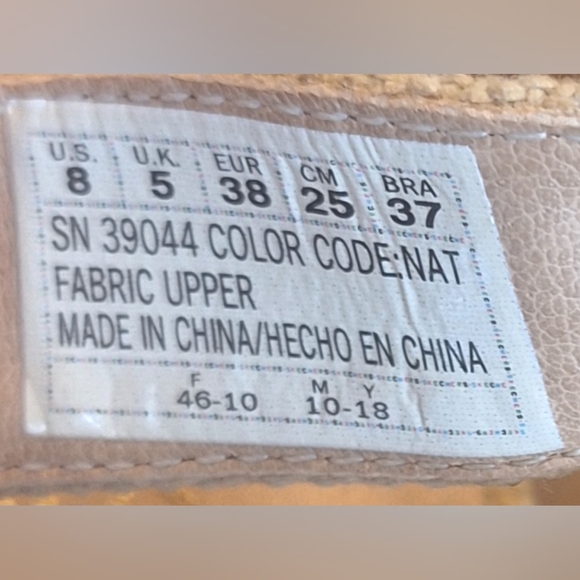 U.S. U.K. EUR CM BRA
8 5 38 25 37
SN 39044 COLOR CODE:NAT
FABRIC UPPER
MADE IN CHINA/HECHO EN CHINA
F M Y
46-10 10-18